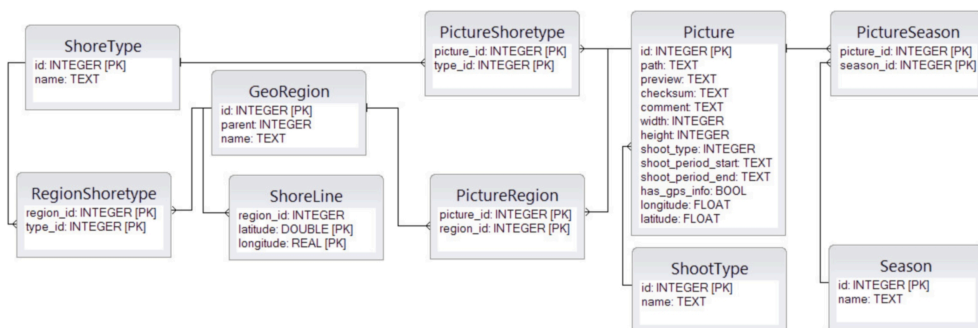 ShoreType
id: INTEGER [PK]
name: TEXT
PictureShoretype
picture_id: INTEGER [PK]
type_id: INTEGER [PK]
Picture
id: INTEGER [PK]
path: TEXT
preview: TEXT
checksum: TEXT
comment: TEXT
width: INTEGER
height: INTEGER
shoot_type: INTEGER
shoot_period_start: TEXT
shoot_period_end: TEXT
has_gps_info: BOOL
longitude: FLOAT
latitude: FLOAT
PictureSeason
picture_id: INTEGER [PK]
season_id: INTEGER [PK]
GeoRegion
id: INTEGER [PK]
parent: INTEGER
name: TEXT
RegionShoretype
region_id: INTEGER [PK]
type_id: INTEGER [PK]
ShoreLine
region_id: INTEGER
latitude: DOUBLE [PK]
longitude: REAL [PK]
PictureRegion
picture_id: INTEGER [PK]
region_id: INTEGER [PK]
ShootType
id: INTEGER [PK]
name: TEXT
Season
id: INTEGER [PK]
name: TEXT